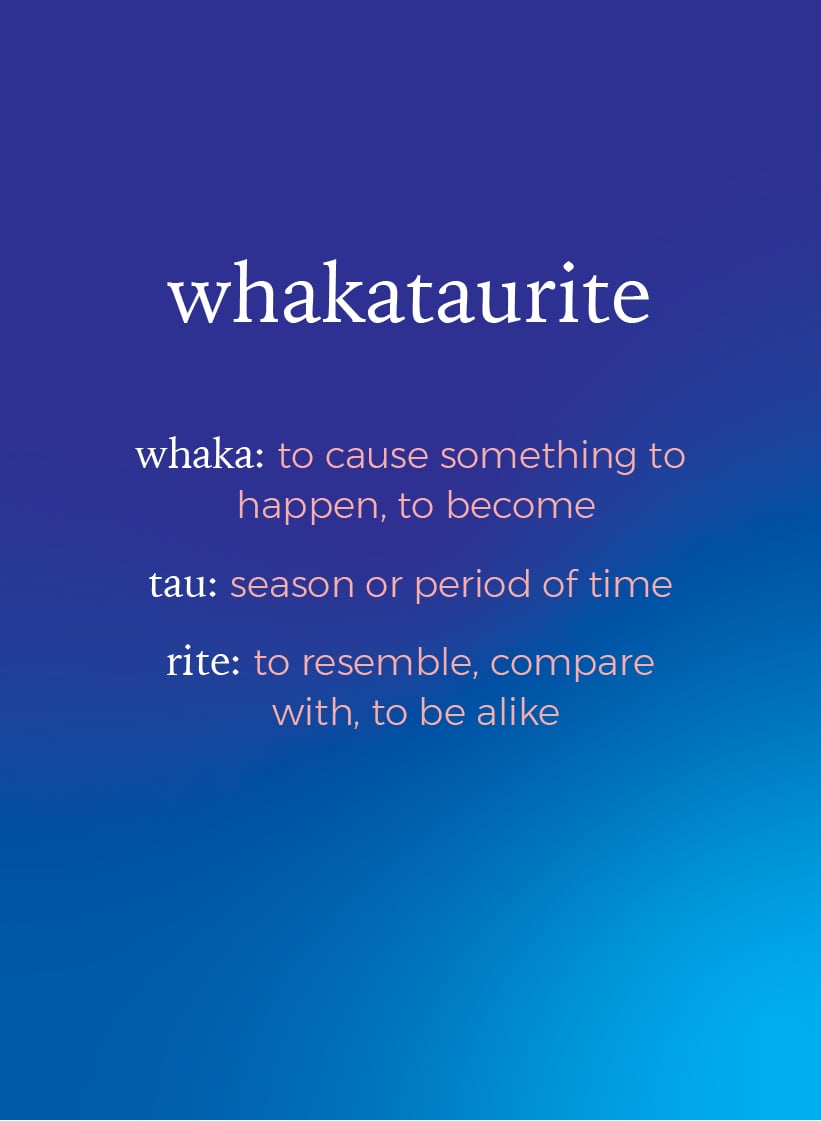 whakataurite
whaka: to cause something to
happen, to become
tau: season or period of time
rite: to resemble, compare
with, to be alike